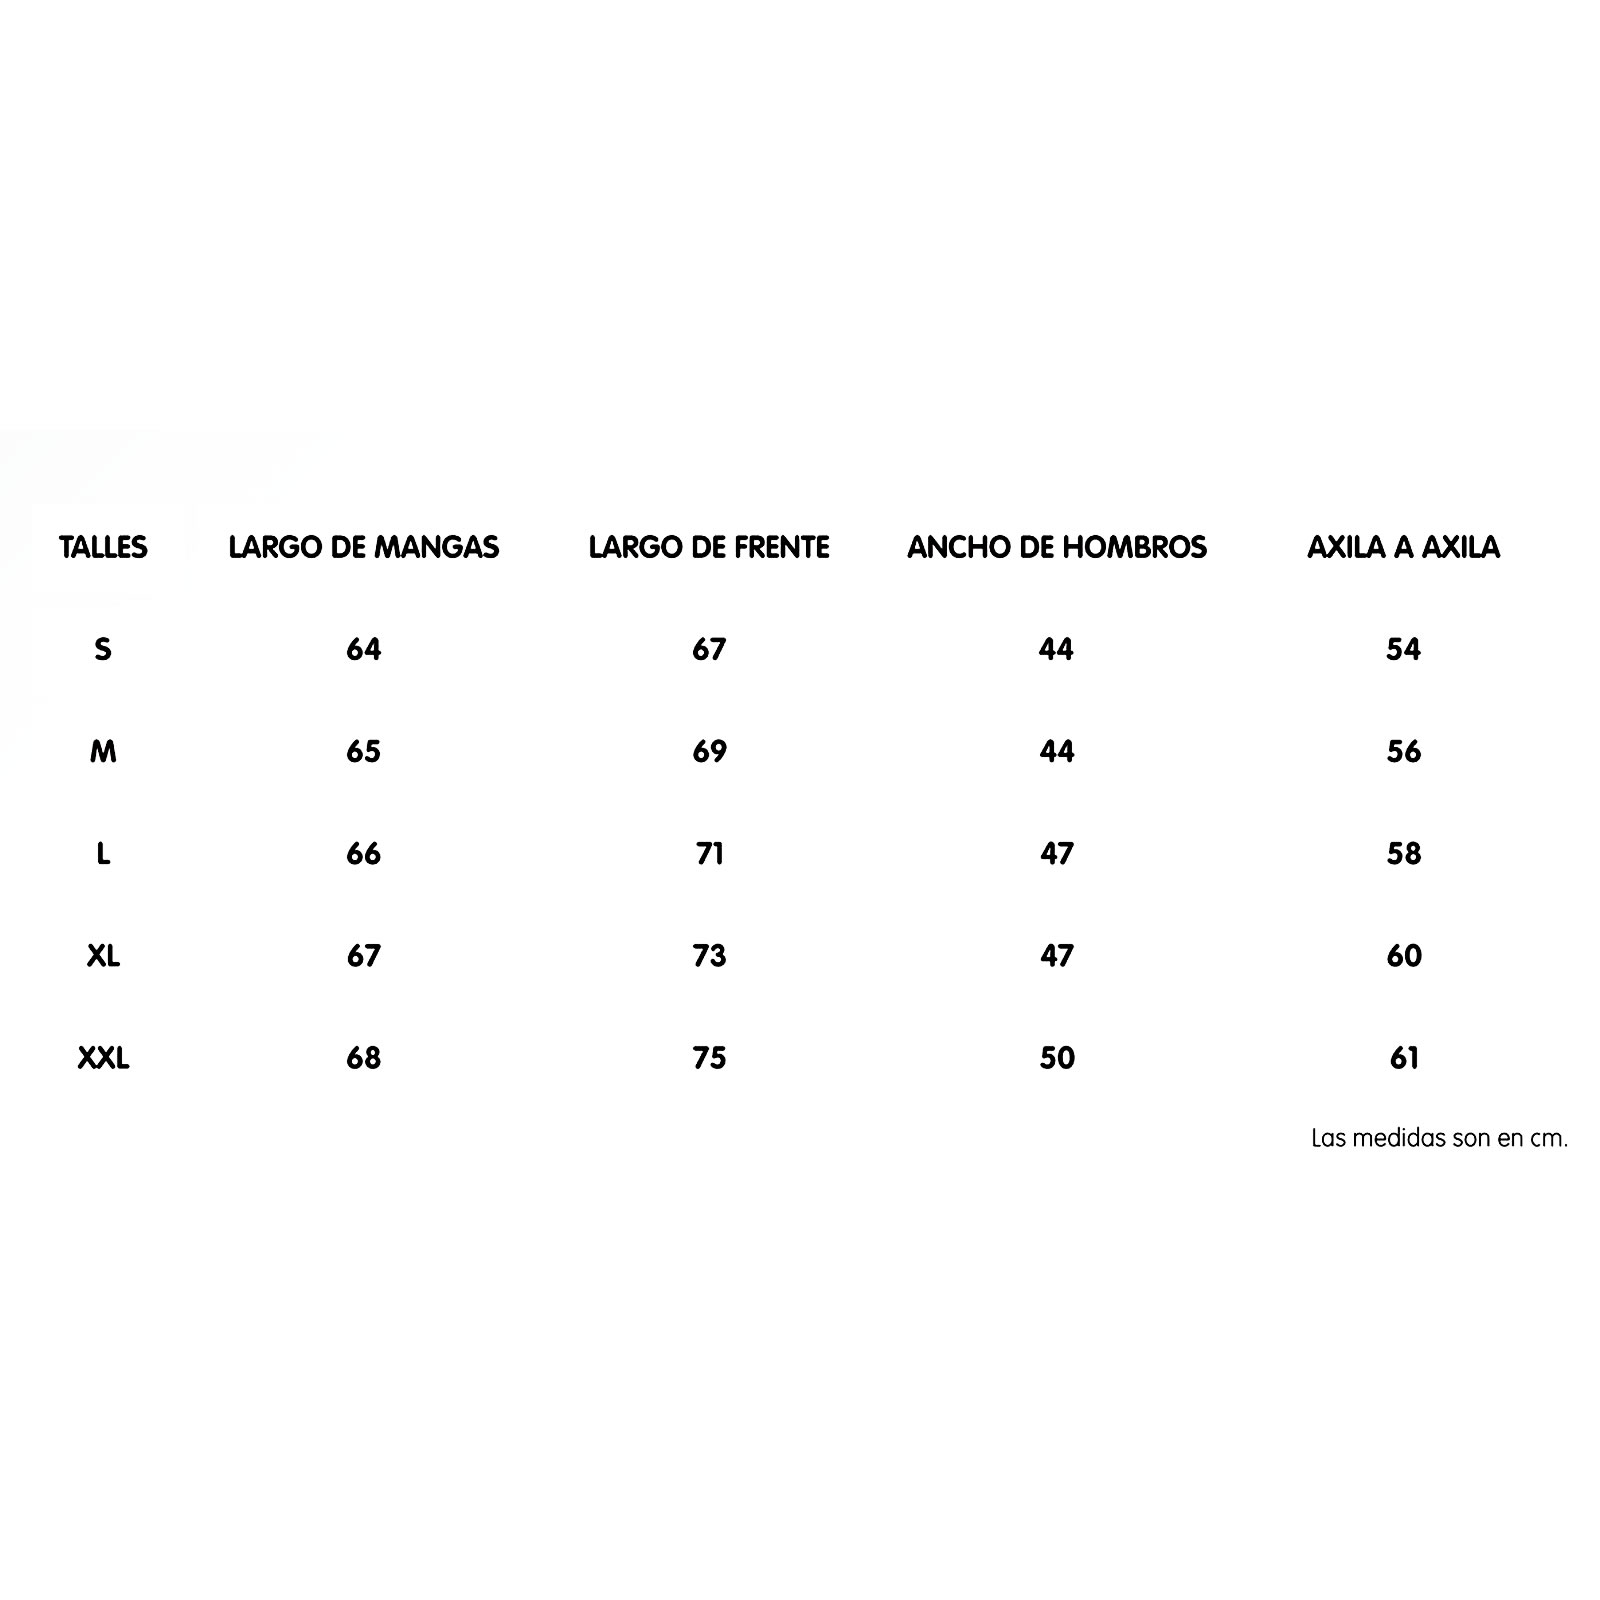 TALLES LARGO DE MANGAS LARGO DE FRENTE ANCHO DE HOMBROS AXILA A AXILA
S 64 67 44 54
M 65 69 44 56
L 66 71 47 58
XL 67 73 47 60
XXL 68 75 50 61
Las medidas son en cm.